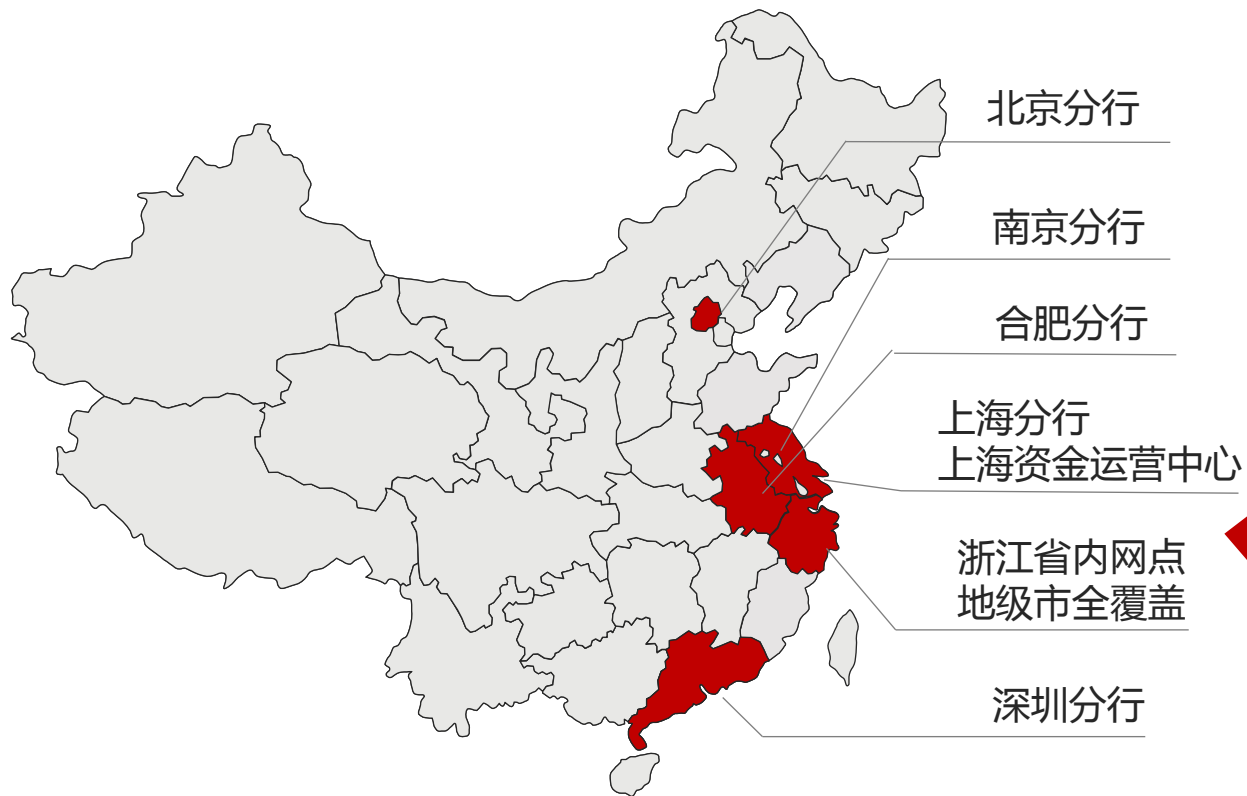 北京分行
南京分行
合肥分行
上海分行
上海资金运营中心
浙江省内网点
地级市全覆盖
深圳分行